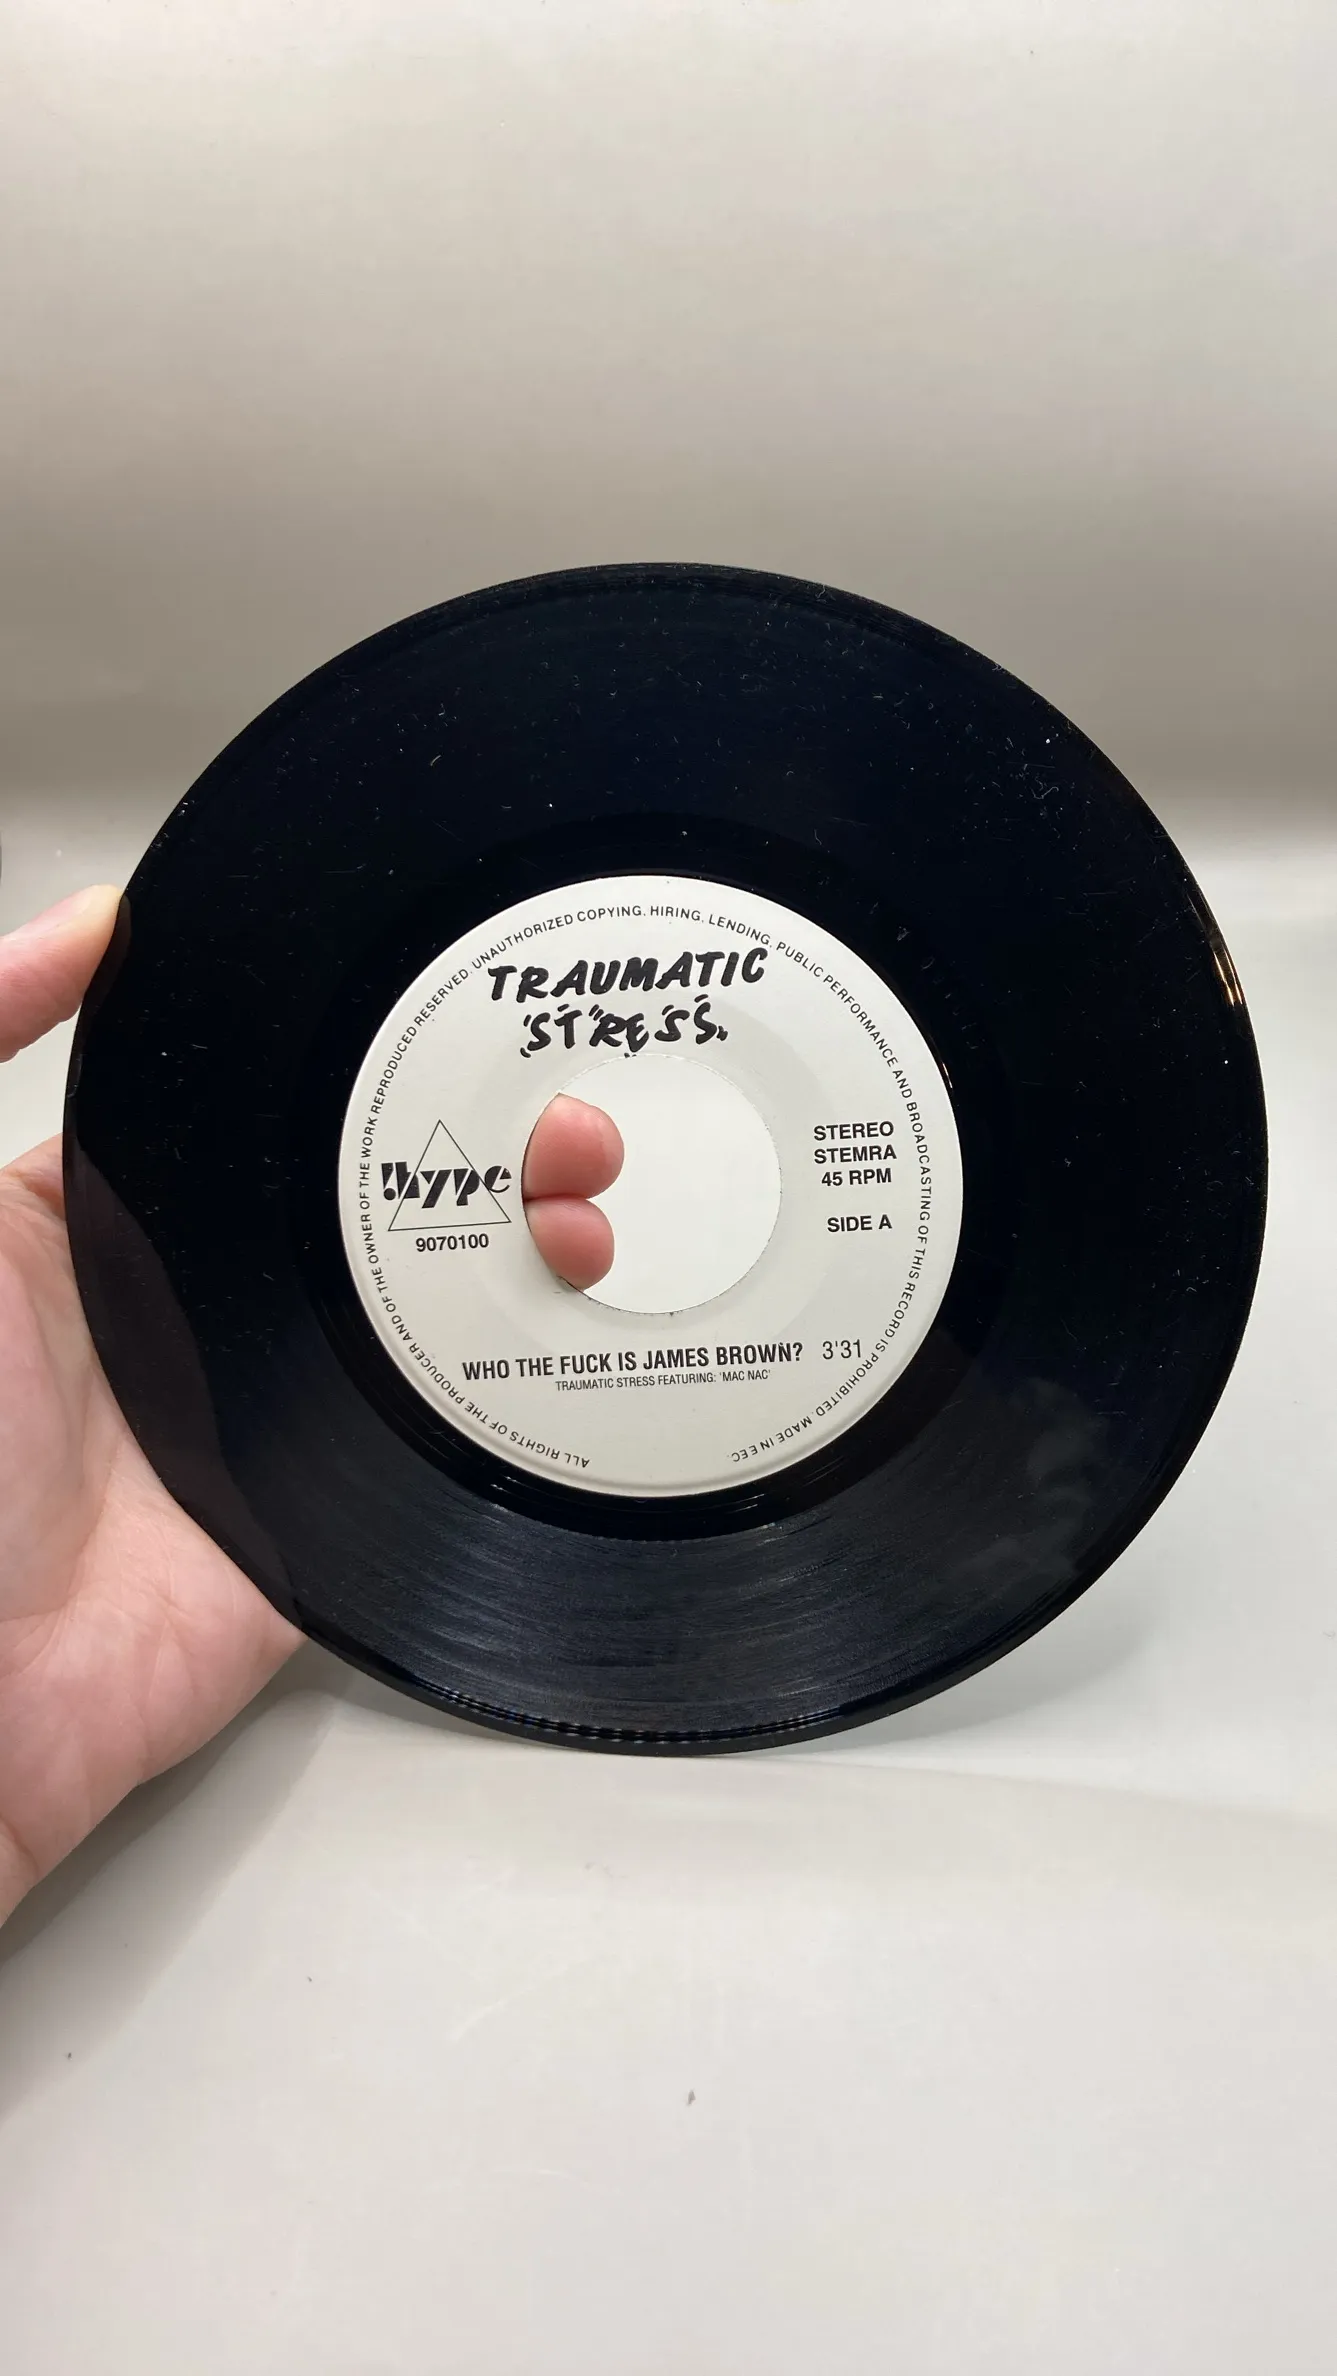 TRAUMATIC
STRESS
!hype
9070100
STEREO
STEMRA
45 RPM
SIDE A
WHO THE FUCK IS JAMES BROWN? 3'31
TRAUMATIC STRESS FEATURING: 'MAC NAC'
ALL RIGHTS OF THE PRODUCER AND OF THE OWNER OF THE WORK REPRODUCED RESERVED. UNAUTHORIZED COPYING, HIRING, LENDING, PUBLIC PERFORMANCE AND BROADCASTING OF THIS RECORD IS PROHIBITED. MADE IN EEC.